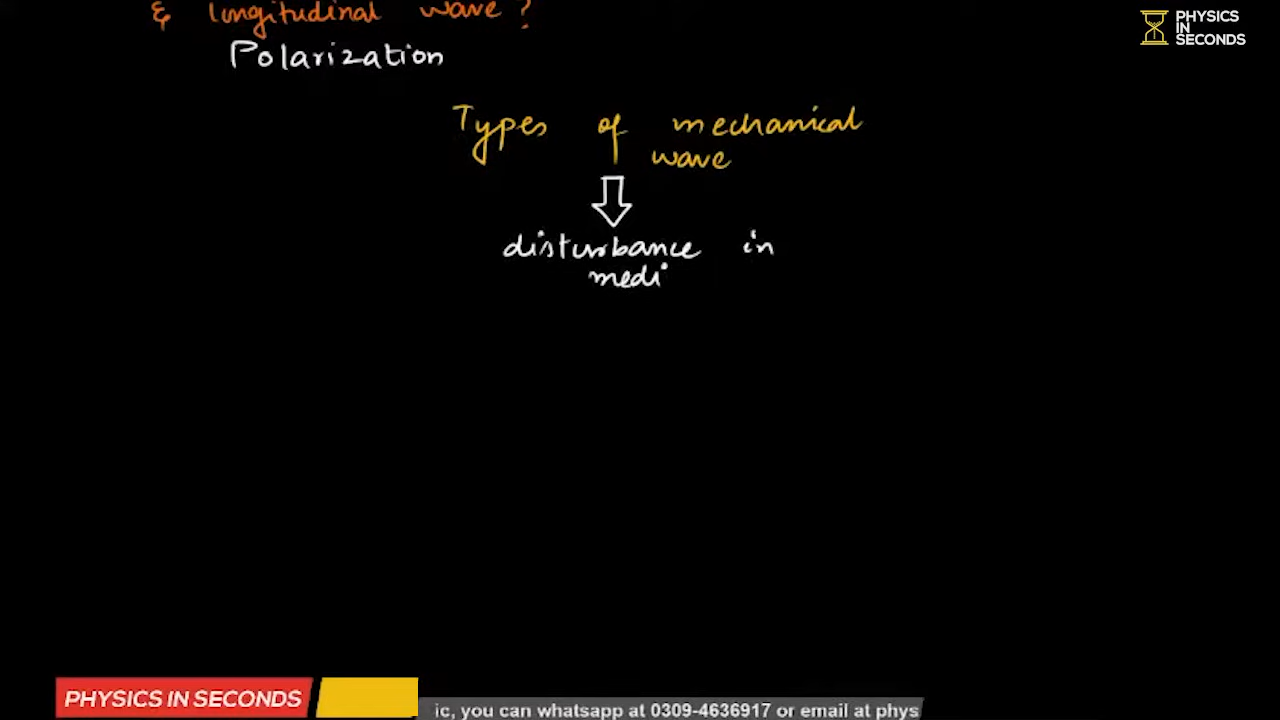 & longitudinal wave?
Polarization
Types of mechanical
wave
disturbance in
medi
PHYSICS
IN
SECONDS
PHYSICS IN SECONDS
ic, you can whatsapp at 0309-4636917 or email at phys